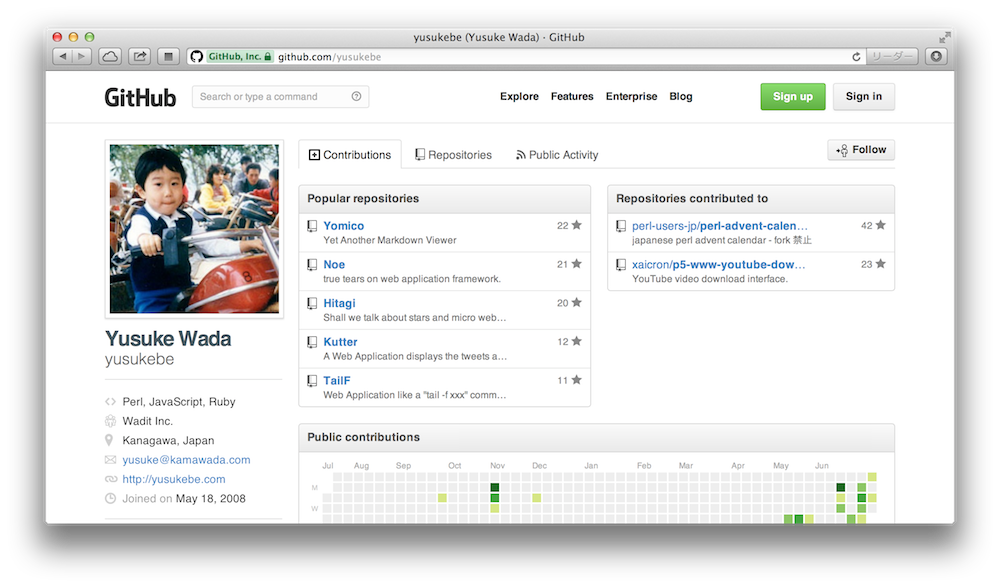 yusukebe (Yusuke Wada) · GitHub
GitHub, Inc. github.com/yusukebe
リーダー
GitHub
Search or type a command
Explore Features Enterprise Blog
Sign up Sign in
Contributions Repositories Public Activity
Follow
Popular repositories
Yomico 22
Yet Another Markdown Viewer
Noe 21
true tears on web application framework.
Hitagi 20
Shall we talk about stars and micro web…
Kutter 12
A Web Application displays the tweets a…
TailF 11
Web Application like a "tail -f xxx" comm…
Repositories contributed to
perl-users-jp/perl-advent-calen… 42
japanese perl advent calendar - fork 禁止
xaicron/p5-www-youtube-dow… 23
YouTube video download interface.
8
Yusuke Wada
yusukebe
Perl, JavaScript, Ruby
Wadit Inc.
Kanagawa, Japan
yusuke@kamawada.com
http://yusukebe.com
Joined on May 18, 2008
Public contributions
Jul Aug Sep Oct Nov Dec Jan Feb Mar Apr May Jun
M
W